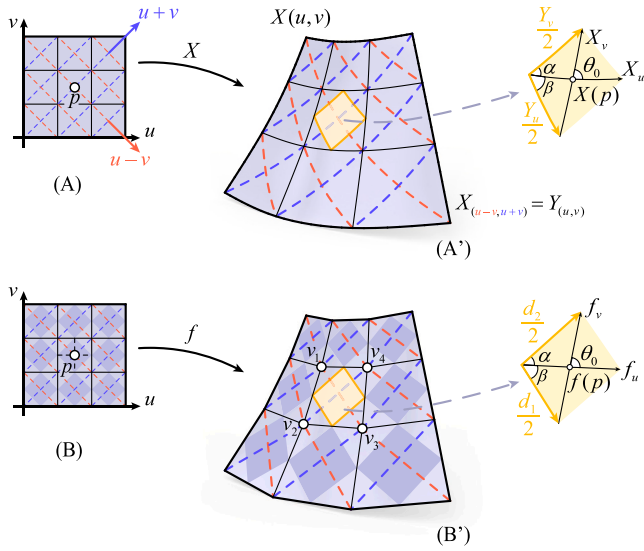 v
u+v
X
p
u
u−v
(A)
X(u,v)
X_(u−v,u+v) = Y_(u,v)
(A’)
Y_v/2
X_v
α
θ_0
X_u
β
X(p)
Y_u/2
v
f
p
u
(B)
v_1
v_4
v_2
v_3
(B’)
d_2/2
f_v
α
θ_0
β
f(p)
f_u
d_1/2